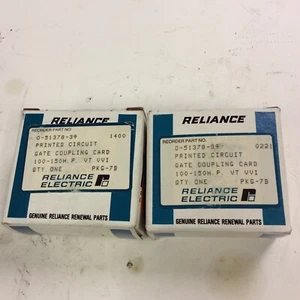 RELIANCE
REORDER PART NO.
0-51378-39 1400
PRINTED CIRCUIT
GATE COUPLING CARD
100-150H.P. VT VVI
QTY ONE PKG-7B
RELIANCE
ELECTRIC
GENUINE RELIANCE RENEWAL PARTS
RELIANCE
REORDER PART NO.
0-51378-39 0221
PRINTED CIRCUIT
GATE COUPLING CARD
100-150H.P. VT VVI
QTY ONE PKG-7B
RELIANCE
ELECTRIC
GENUINE RELIANCE RENEWAL PARTS